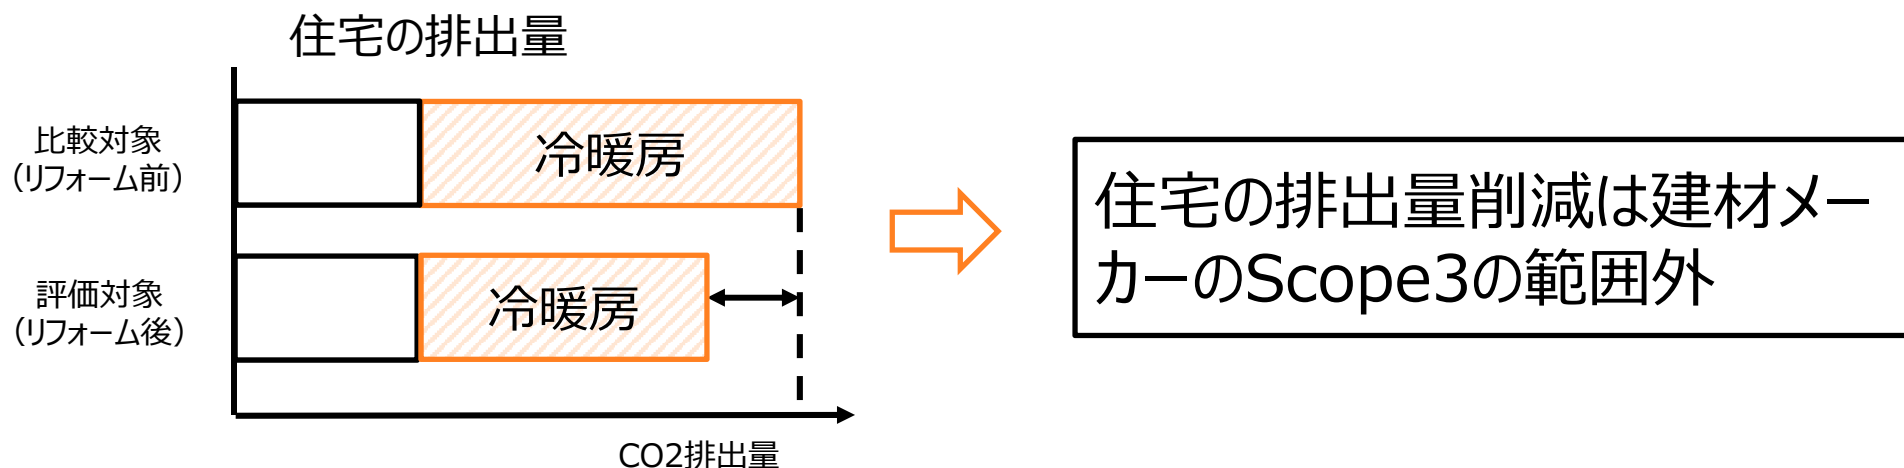 住宅の排出量
比較対象
（リフォーム前）
冷暖房
評価対象
（リフォーム後）
冷暖房
CO2排出量
住宅の排出量削減は建材メー
カーのScope3の範囲外